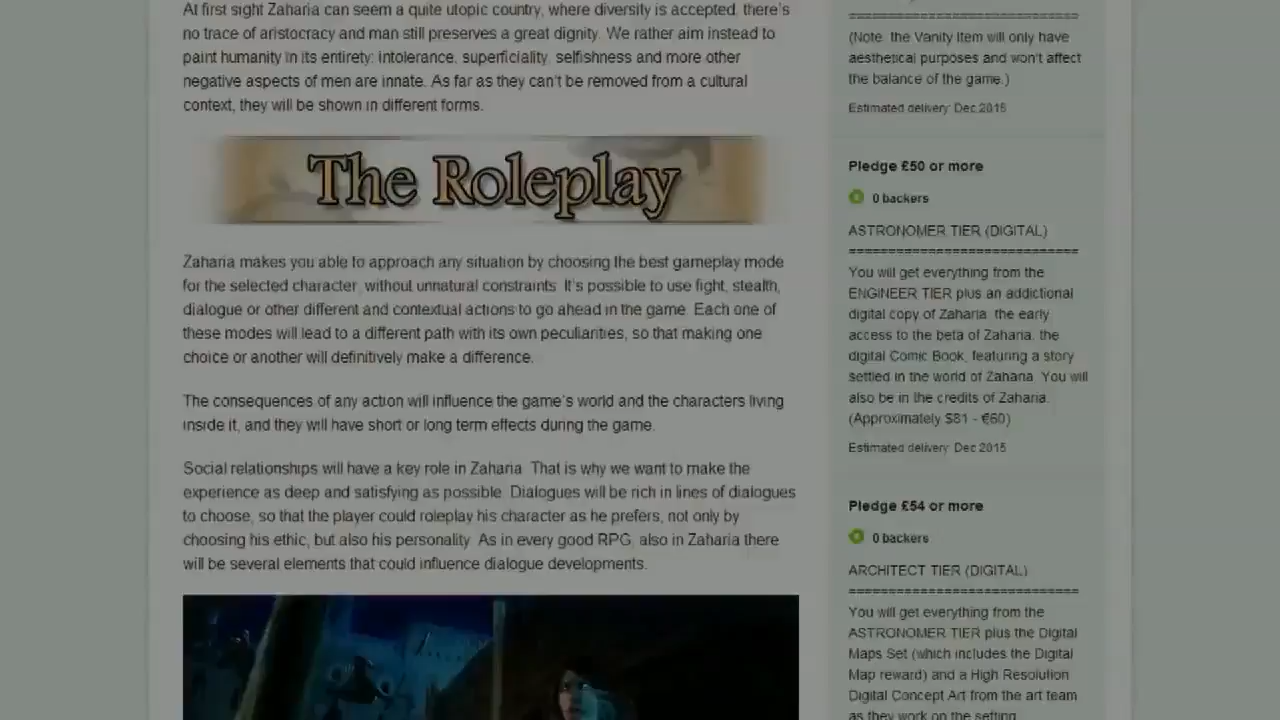 At first sight Zaharia can seem a quite utopic country, where diversity is accepted, there's
no trace of aristocracy and man still preserves a great dignity. We rather aim instead to
paint humanity in its entirety: intolerance, superficiality, selfishness and more other
negative aspects of men are innate. As far as they can't be removed from a cultural
context, they will be shown in different forms.
The Roleplay
Zaharia makes you able to approach any situation by choosing the best gameplay mode
for the selected character, without unnatural constraints. It's possible to use fight, stealth,
dialogue or other different and contextual actions to go ahead in the game. Each one of
these modes will lead to a different path with its own peculiarities, so that making one
choice or another will definitively make a difference.
The consequences of any action will influence the game's world and the characters living
inside it, and they will have short or long term effects during the game.
Social relationships will have a key role in Zaharia. That is why we want to make the
experience as deep and satisfying as possible. Dialogues will be rich in lines of dialogues
to choose, so that the player could roleplay his character as he prefers, not only by
choosing his ethic, but also his personality. As in every good RPG, also in Zaharia there
will be several elements that could influence dialogue developments.
============================
(Note: the Vanity Item will only have
aesthetical purposes and won't affect
the balance of the game.)
Estimated delivery: Dec 2015
Pledge £50 or more
0 backers
ASTRONOMER TIER (DIGITAL)
============================
You will get everything from the
ENGINEER TIER plus an addictional
digital copy of Zaharia, the early
access to the beta of Zaharia, the
digital Comic Book, featuring a story
settled in the world of Zaharia. You will
also be in the credits of Zaharia.
(Approximately $81 - €60)
Estimated delivery: Dec 2015
Pledge £54 or more
0 backers
ARCHITECT TIER (DIGITAL)
============================
You will get everything from the
ASTRONOMER TIER plus the Digital
Maps Set (which includes the Digital
Map reward) and a High Resolution
Digital Concept Art from the art team
as they work on the setting,